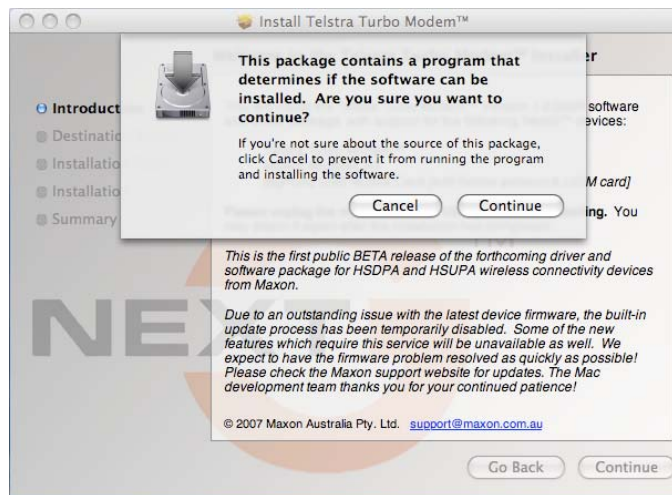 Install Telstra Turbo Modem™
This package contains a program that
determines if the software can be
installed. Are you sure you want to
continue?
If you're not sure about the source of this package,
click Cancel to prevent it from running the program
and installing the software.
Cancel
Continue
er
Introduct
Destinatio
Installatio
Installatio
Summary
software
evices:
M card]
ing. You
This is the first public BETA release of the forthcoming driver and
software package for HSDPA and HSUPA wireless connectivity devices
from Maxon.
Due to an outstanding issue with the latest device firmware, the built-in
update process has been temporarily disabled. Some of the new
features which require this service will be unavailable as well. We
expect to have the firmware problem resolved as quickly as possible!
Please check the Maxon support website for updates. The Mac
development team thanks you for your continued patience!
© 2007 Maxon Australia Pty. Ltd. support@maxon.com.au
NEX
Go Back
Continue